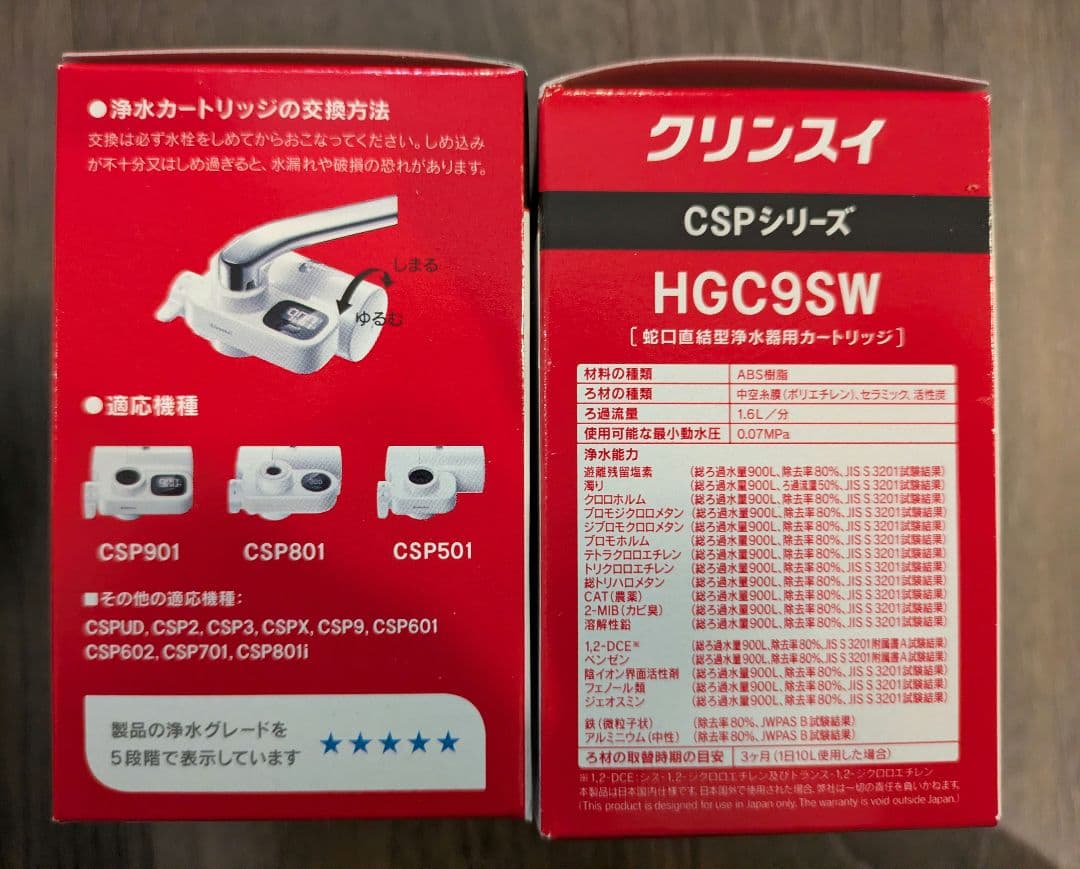 ●浄水カートリッジの交換方法
交換は必ず水栓をしめてからおこなってください。しめ込み
が不十分又はしめ過ぎると、水漏れや破損の恐れがあります。
しまる
ゆるむ
●適応機種
CSP901 CSP801 CSP501
■その他の適応機種:
CSPUD, CSP2, CSP3, CSPX, CSP9, CSP601
CSP602, CSP701, CSP801i
製品の浄水グレードを
5段階で表示しています
★★★★★
クリンスイ
CSPシリーズ
HGC9SW
[ 蛇口直結型浄水器用カートリッジ ]
材料の種類 ABS樹脂
ろ材の種類 中空糸膜(ポリエチレン)、セラミック、活性炭
ろ過流量 1.6L/分
使用可能な最小動水圧 0.07MPa
浄水能力
遊離残留塩素 (総ろ過水量900L、除去率80%、JIS S 3201試験結果)
濁り (総ろ過水量900L、ろ過流量50%、JIS S 3201試験結果)
クロロホルム (総ろ過水量900L、除去率80%、JIS S 3201試験結果)
ブロモジクロロメタン (総ろ過水量900L、除去率80%、JIS S 3201試験結果)
ジブロモクロロメタン (総ろ過水量900L、除去率80%、JIS S 3201試験結果)
ブロモホルム (総ろ過水量900L、除去率80%、JIS S 3201試験結果)
テトラクロロエチレン (総ろ過水量900L、除去率80%、JIS S 3201試験結果)
トリクロロエチレン (総ろ過水量900L、除去率80%、JIS S 3201試験結果)
総トリハロメタン (総ろ過水量900L、除去率80%、JIS S 3201試験結果)
CAT(農薬) (総ろ過水量900L、除去率80%、JIS S 3201試験結果)
2-MIB(カビ臭) (総ろ過水量900L、除去率80%、JIS S 3201試験結果)
溶解性鉛 (総ろ過水量900L、除去率80%、JIS S 3201試験結果)
1,2-DCE※ (総ろ過水量900L、除去率80%、JIS S 3201附属書A試験結果)
ベンゼン (総ろ過水量900L、除去率80%、JIS S 3201附属書A試験結果)
陰イオン界面活性剤 (総ろ過水量900L、除去率80%、JIS S 3201試験結果)
フェノール類 (総ろ過水量900L、除去率80%、JIS S 3201試験結果)
ジェオスミン (総ろ過水量900L、除去率80%、JIS S 3201試験結果)
鉄(微粒子状) (除去率80%、JWPAS B試験結果)
アルミニウム(中性) (除去率80%、JWPAS B試験結果)
ろ材の取替時期の目安 3ヶ月(1日10L使用した場合)
※1,2-DCE:シス-1,2-ジクロロエチレン及びトランス-1,2-ジクロロエチレン
本製品は日本国内仕様です。日本国外で使用された場合、弊社は一切の責任を負いかねます。
(This product is designed for use in Japan only. The warranty is void outside Japan.)